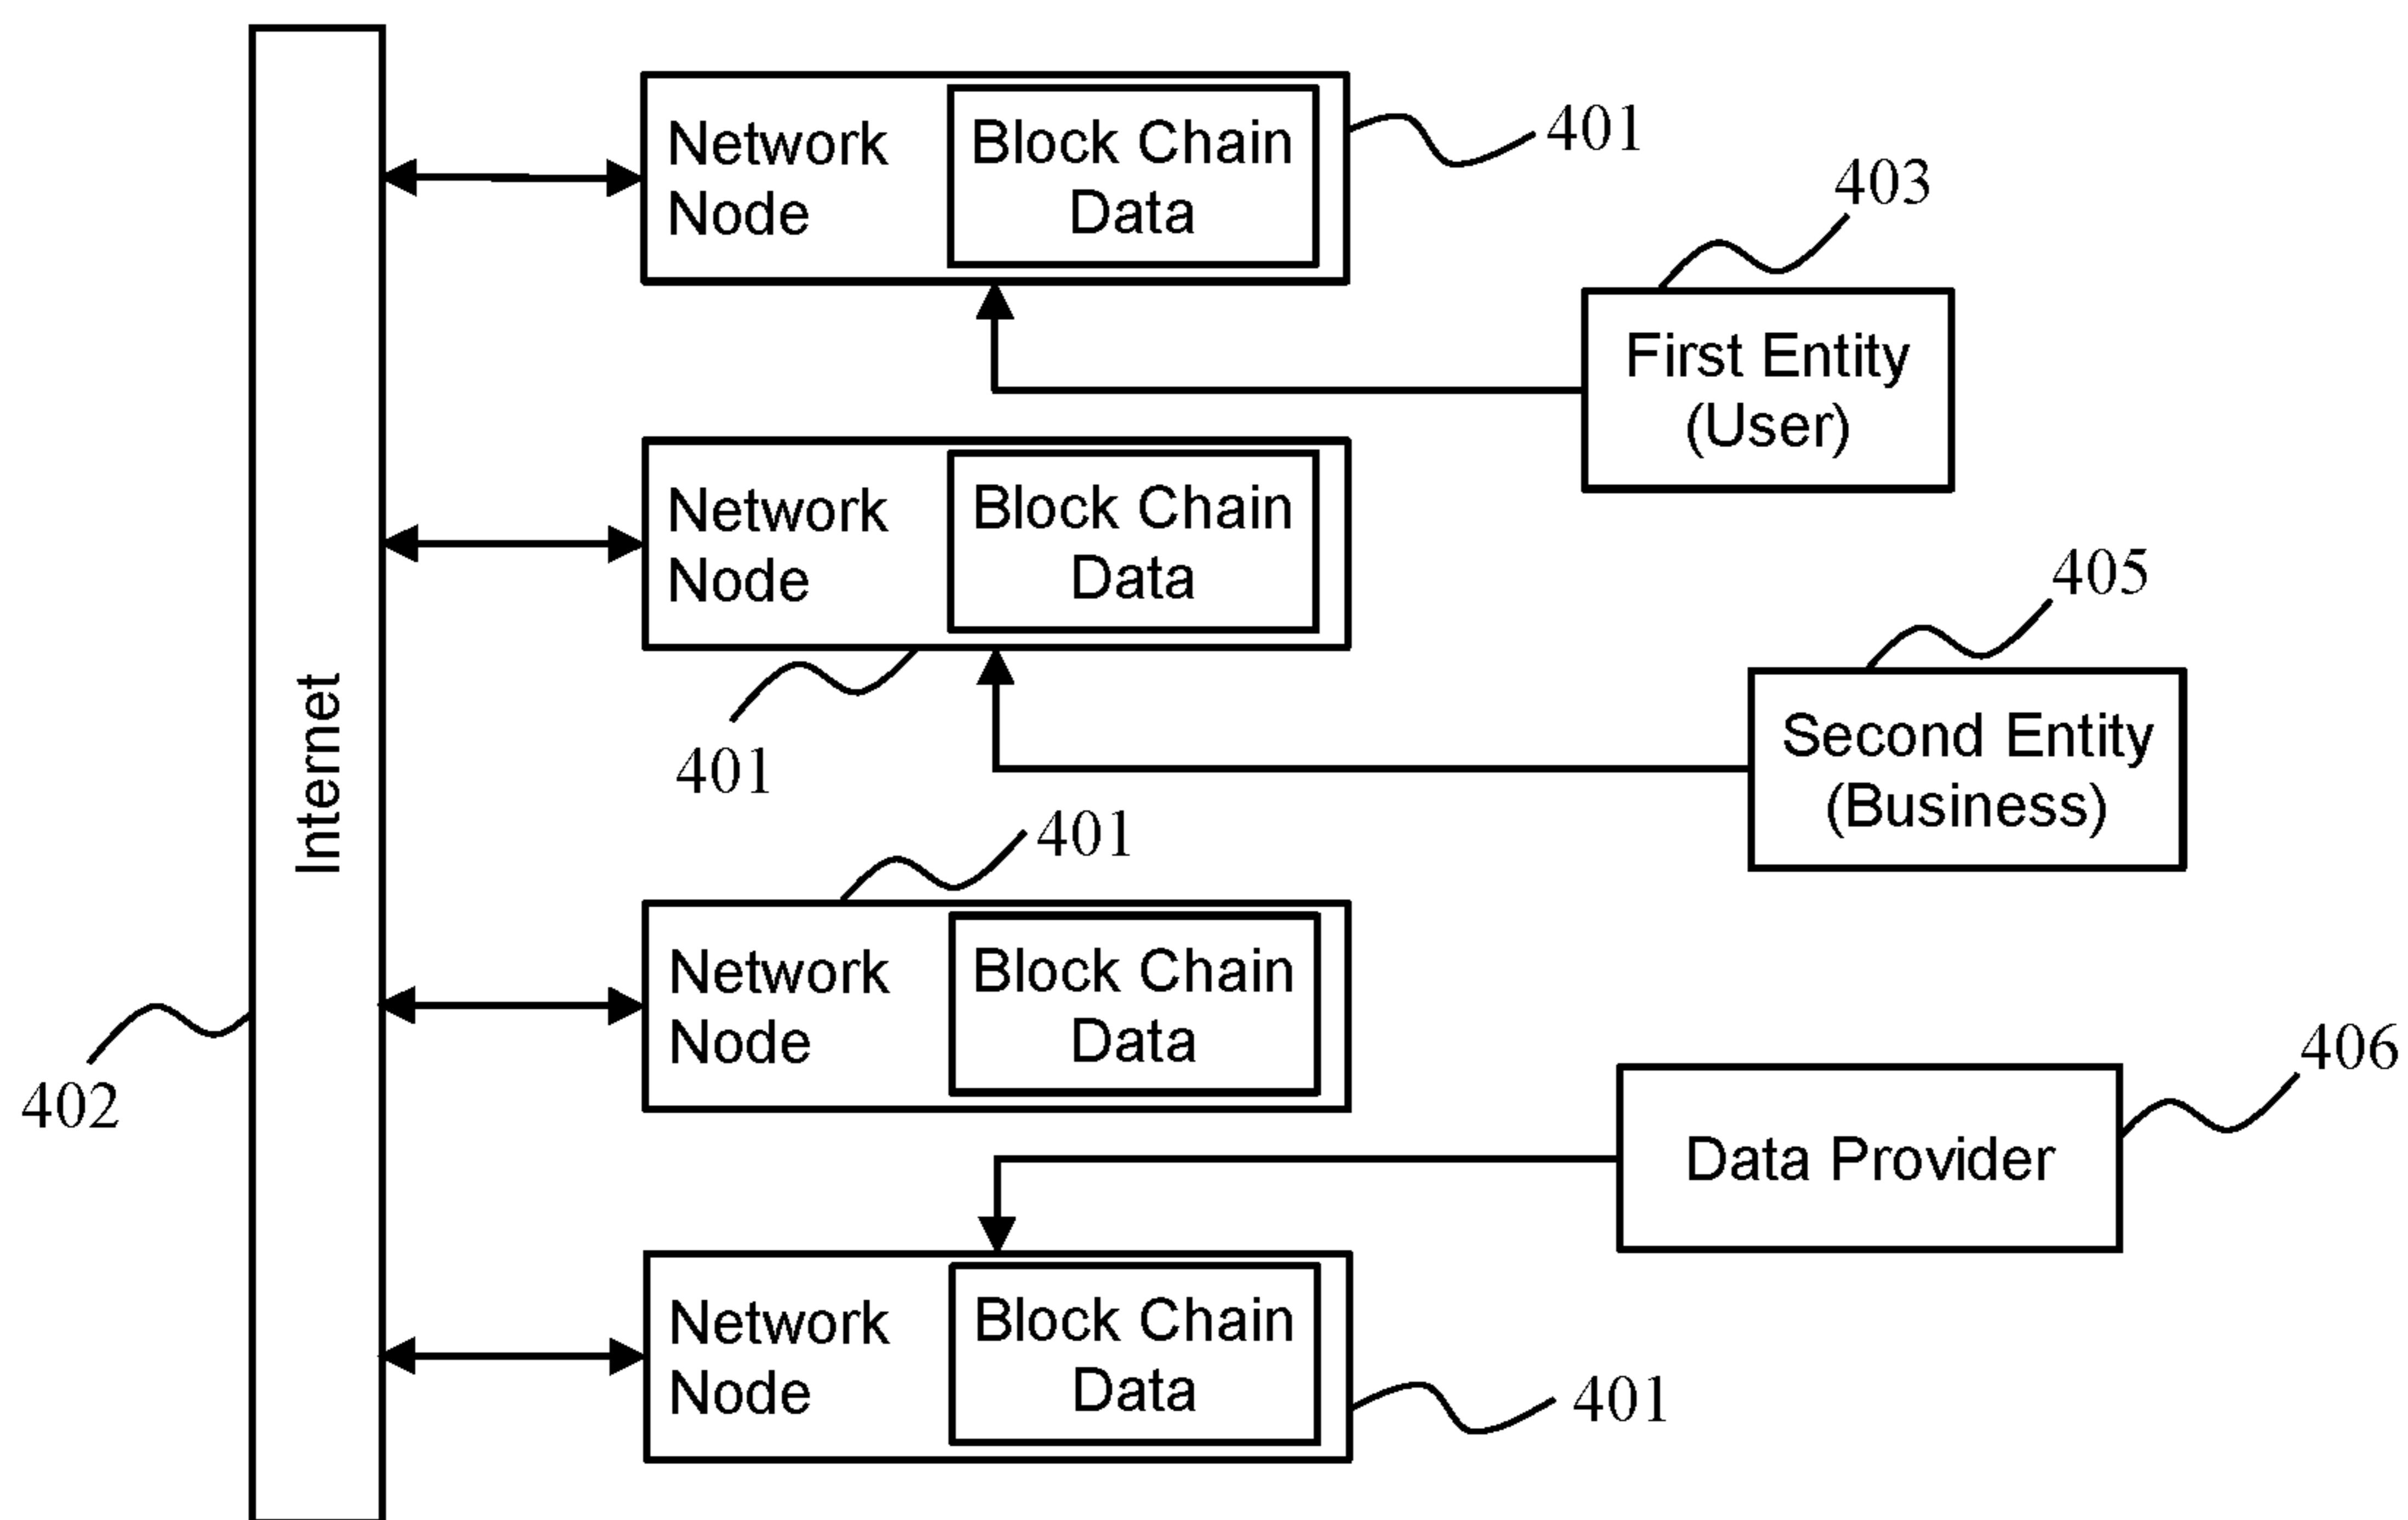 Network
Node
Block Chain
Data
401
403
First Entity
(User)
Network
Node
Block Chain
Data
401
405
Second Entity
(Business)
Internet
401
Network
Node
Block Chain
Data
402
406
Data Provider
Network
Node
Block Chain
Data
401